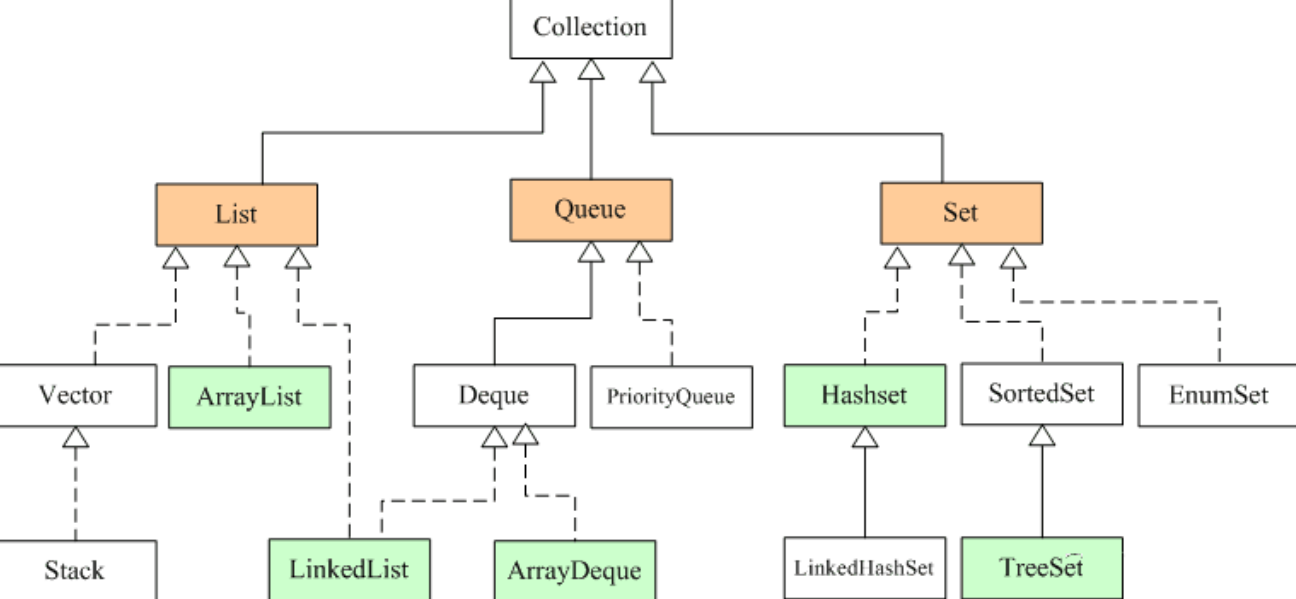 Collection
List
Queue
Set
Vector
ArrayList
Deque
PriorityQueue
Hashset
SortedSet
EnumSet
Stack
LinkedList
ArrayDeque
LinkedHashSet
TreeSet